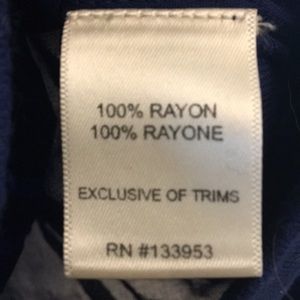 100% RAYON
100% RAYONE
EXCLUSIVE OF TRIMS
RN #133953